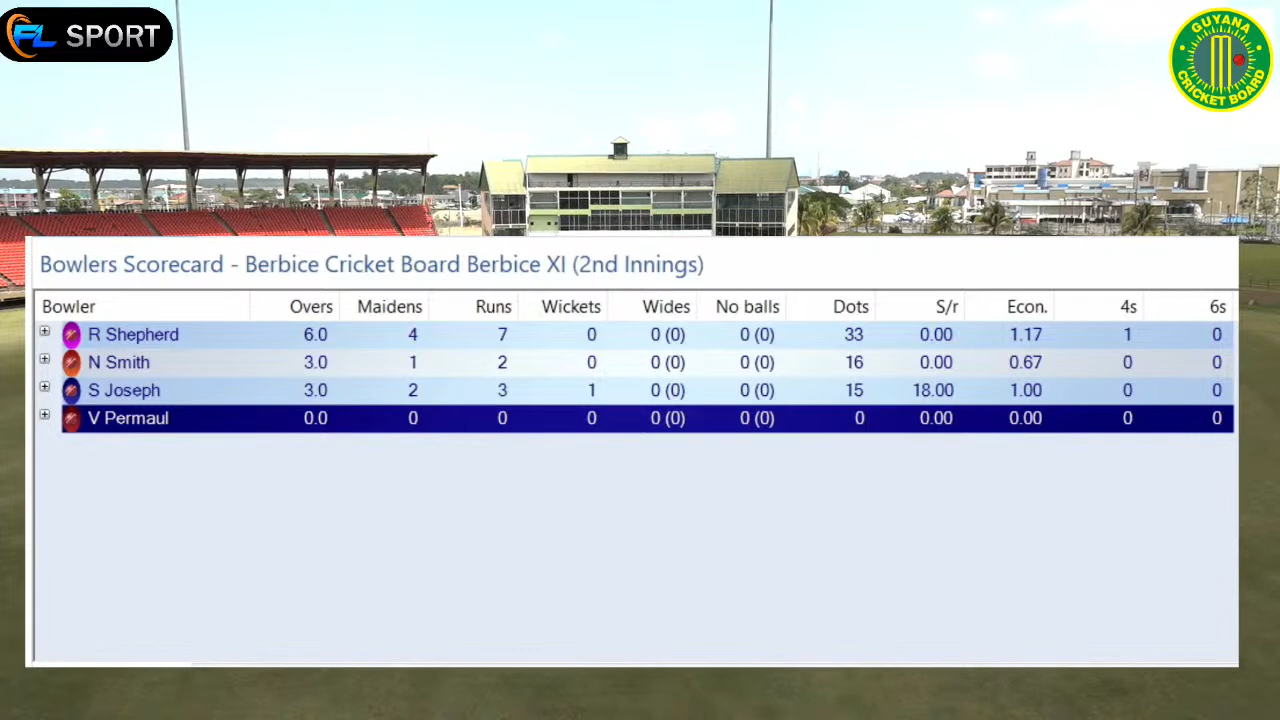 FL SPORT
GUYANA
CRICKET BOARD
Bowlers Scorecard - Berbice Cricket Board Berbice XI (2nd Innings)
Bowler Overs Maidens Runs Wickets Wides No balls Dots S/r Econ. 4s 6s
R Shepherd 6.0 4 7 0 0 (0) 0 (0) 33 0.00 1.17 1 0
N Smith 3.0 1 2 0 0 (0) 0 (0) 16 0.00 0.67 0 0
S Joseph 3.0 2 3 1 0 (0) 0 (0) 15 18.00 1.00 0 0
V Permaul 0.0 0 0 0 0 (0) 0 (0) 0 0.00 0.00 0 0